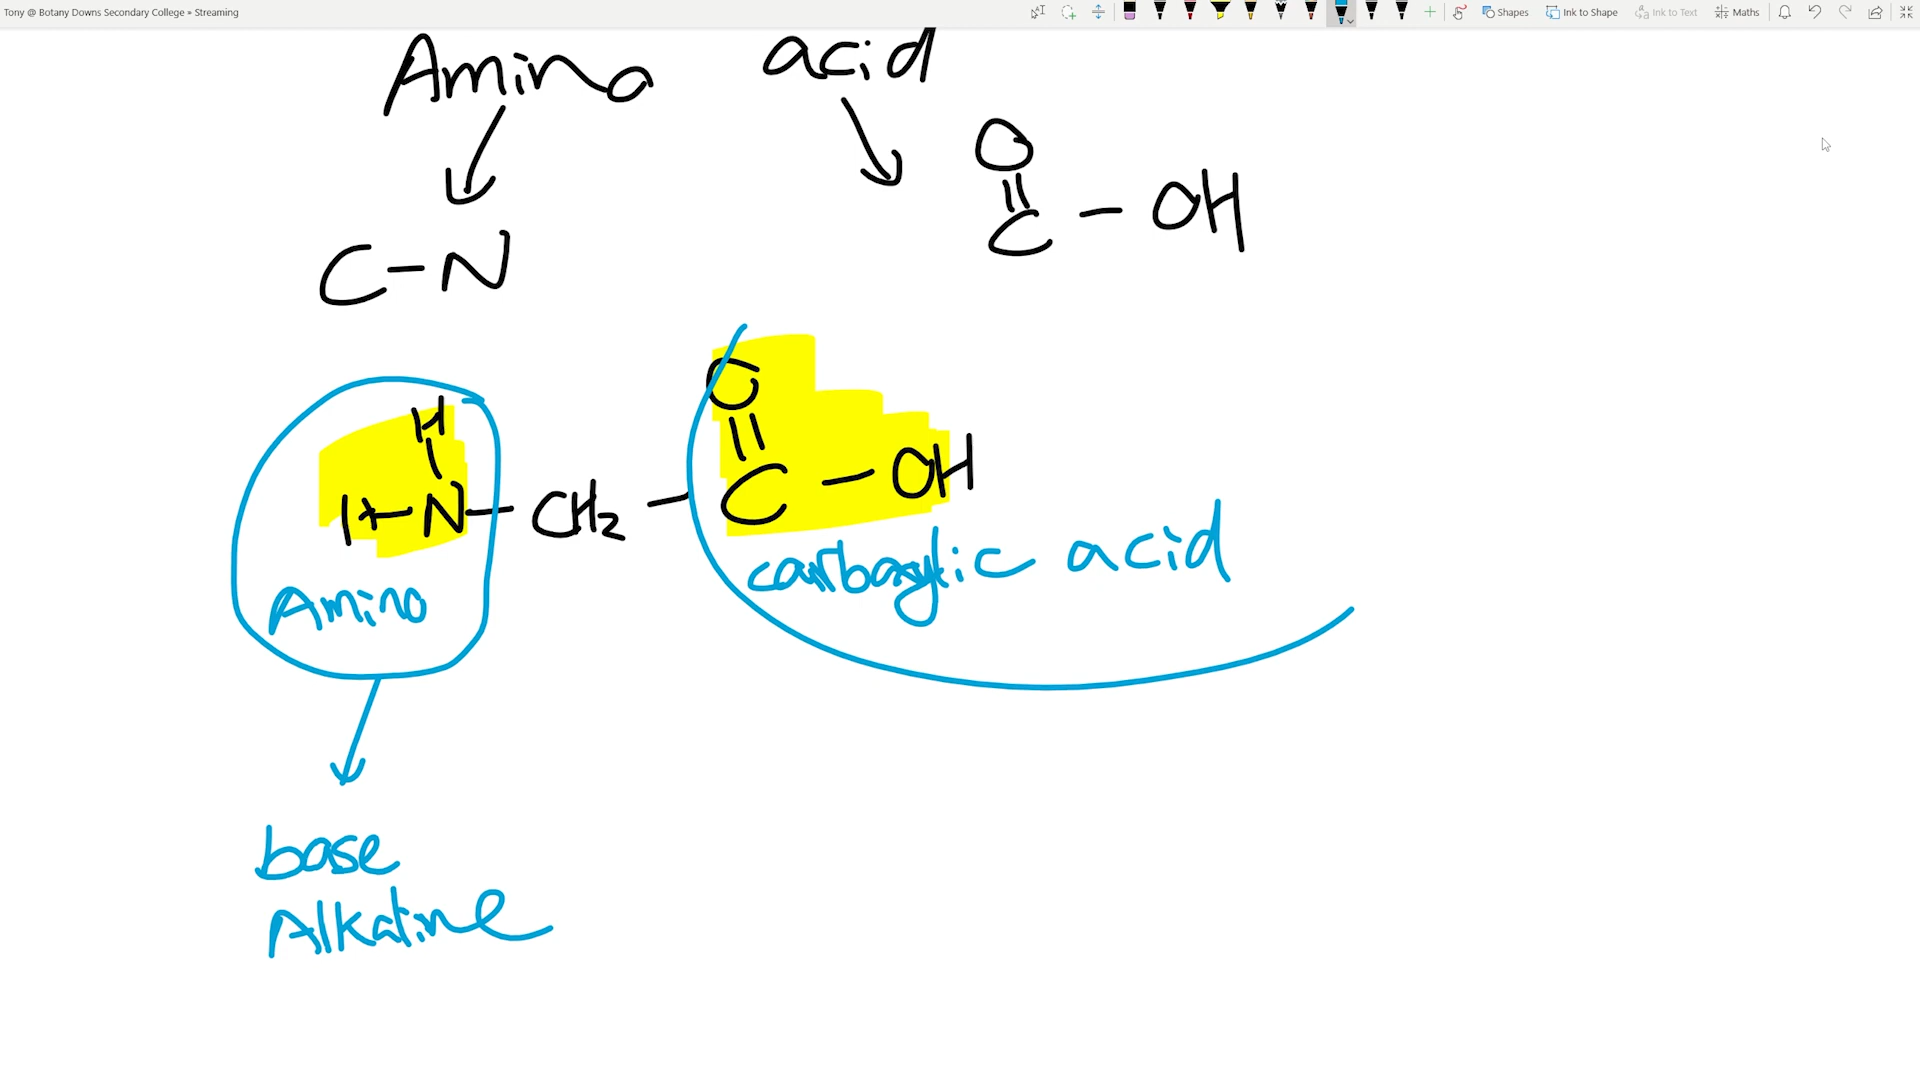 Tony @ Botany Downs Secondary College » Streaming
Shapes
Ink to Shape
Ink to Text
Maths
Amino acid
O
C - OH
C - N
O
H
H - N - CH₂ - C - OH
carboxylic acid
Amino
base
Alkaline